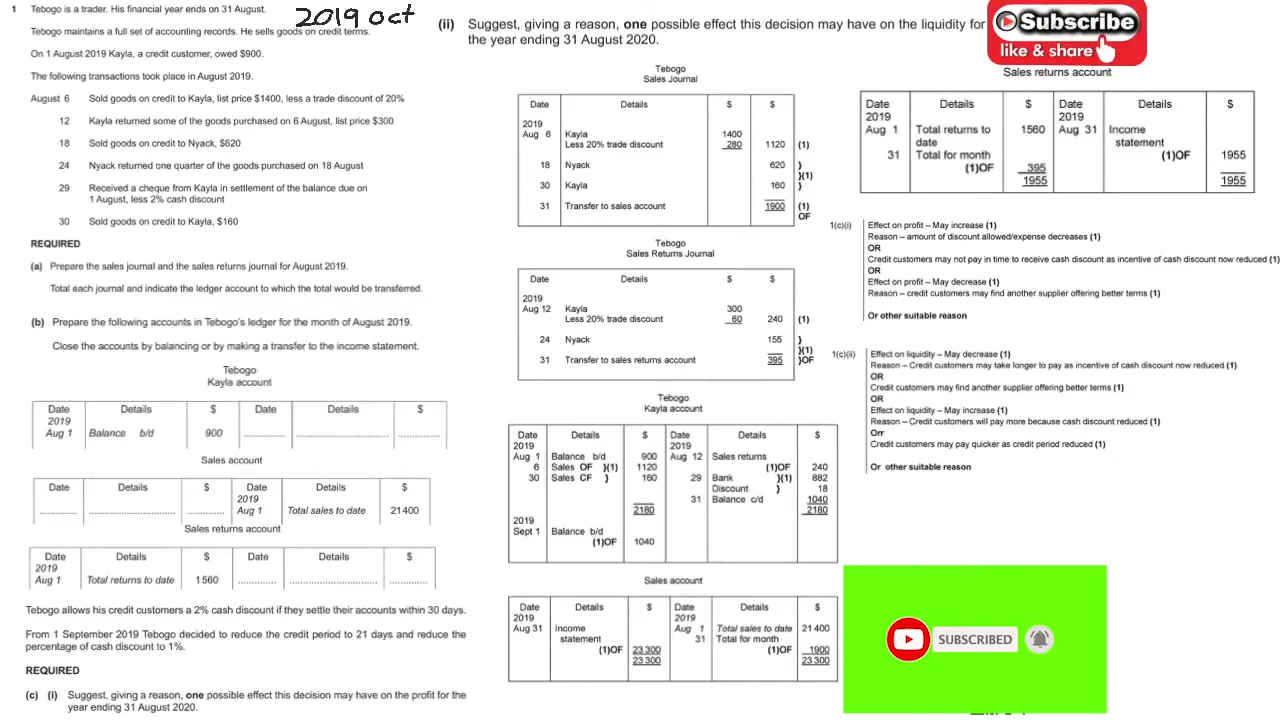 1 Tebogo is a trader. His financial year ends on 31 August.
2019 oct
Tebogo maintains a full set of accounting records. He sells goods on credit terms.
On 1 August 2019 Kayla, a credit customer, owed $900.
The following transactions took place in August 2019.
August 6 Sold goods on credit to Kayla, list price $1400, less a trade discount of 20%
12 Kayla returned some of the goods purchased on 6 August, list price $300
18 Sold goods on credit to Nyack, $620
24 Nyack returned one quarter of the goods purchased on 18 August
29 Received a cheque from Kayla in settlement of the balance due on
1 August, less 2% cash discount
30 Sold goods on credit to Kayla, $160
REQUIRED
(a) Prepare the sales journal and the sales returns journal for August 2019.
Total each journal and indicate the ledger account to which the total would be transferred.
(b) Prepare the following accounts in Tebogo's ledger for the month of August 2019.
Close the accounts by balancing or by making a transfer to the income statement.
Tebogo
Kayla account
Date Details $ Date Details $
2019
Aug 1 Balance b/d 900 .............. .............................. ..............
Sales account
Date Details $ Date Details $
2019
............ ............................ ............ Aug 1 Total sales to date 21 400
Sales returns account
Date Details $ Date Details $
2019
Aug 1 Total returns to date 1 560 ............ ............................ ............
Tebogo allows his credit customers a 2% cash discount if they settle their accounts within 30 days.
From 1 September 2019 Tebogo decided to reduce the credit period to 21 days and reduce the
percentage of cash discount to 1%.
REQUIRED
(c) (i) Suggest, giving a reason, one possible effect this decision may have on the profit for the
year ending 31 August 2020.
(ii) Suggest, giving a reason, one possible effect this decision may have on the liquidity for
the year ending 31 August 2020.
Tebogo
Sales Journal
Date Details $ $
2019
Aug 6 Kayla 1400
Less 20% trade discount 280 1120 (1)
18 Nyack 620 }
}(1)
30 Kayla 160 }
31 Transfer to sales account 1900 (1)
OF
Tebogo
Sales Returns Journal
Date Details $ $
2019
Aug 12 Kayla 300
Less 20% trade discount 60 240 (1)
24 Nyack 155 }
}(1)
31 Transfer to sales returns account 395 }OF
Tebogo
Kayla account
Date Details $ Date Details $
2019 2019
Aug 1 Balance b/d 900 Aug 12 Sales returns
6 Sales OF }(1) 1120 (1)OF 240
30 Sales CF } 160 29 Bank }(1) 882
Discount } 18
31 Balance c/d 1040
2180 2180
2019
Sept 1 Balance b/d
(1)OF 1040
Sales account
Date Details $ Date Details $
2019
Aug 31 Income Aug 1 Total sales to date 21 400
statement 31 Total for month
(1)OF 23 300 (1)OF 1900
23 300 23 300
Subscribe
like & share
Sales returns account
Date Details $ Date Details $
2019 2019
Aug 1 Total returns to 1560 Aug 31 Income
date statement
31 Total for month (1)OF 1955
(1)OF 395
1955 1955
1(c)(i) Effect on profit – May increase (1)
Reason – amount of discount allowed/expense decreases (1)
OR
Credit customers may not pay in time to receive cash discount as incentive of cash discount now reduced (1)
OR
Effect on profit – May decrease (1)
Reason – credit customers may find another supplier offering better terms (1)
Or other suitable reason
1(c)(ii) Effect on liquidity – May decrease (1)
Reason – Credit customers may take longer to pay as incentive of cash discount now reduced (1)
OR
Credit customers may find another supplier offering better terms (1)
OR
Effect on liquidity – May increase (1)
Reason – Credit customers will pay more because cash discount reduced (1)
Orr
Credit customers may pay quicker as credit period reduced (1)
Or other suitable reason
SUBSCRIBED